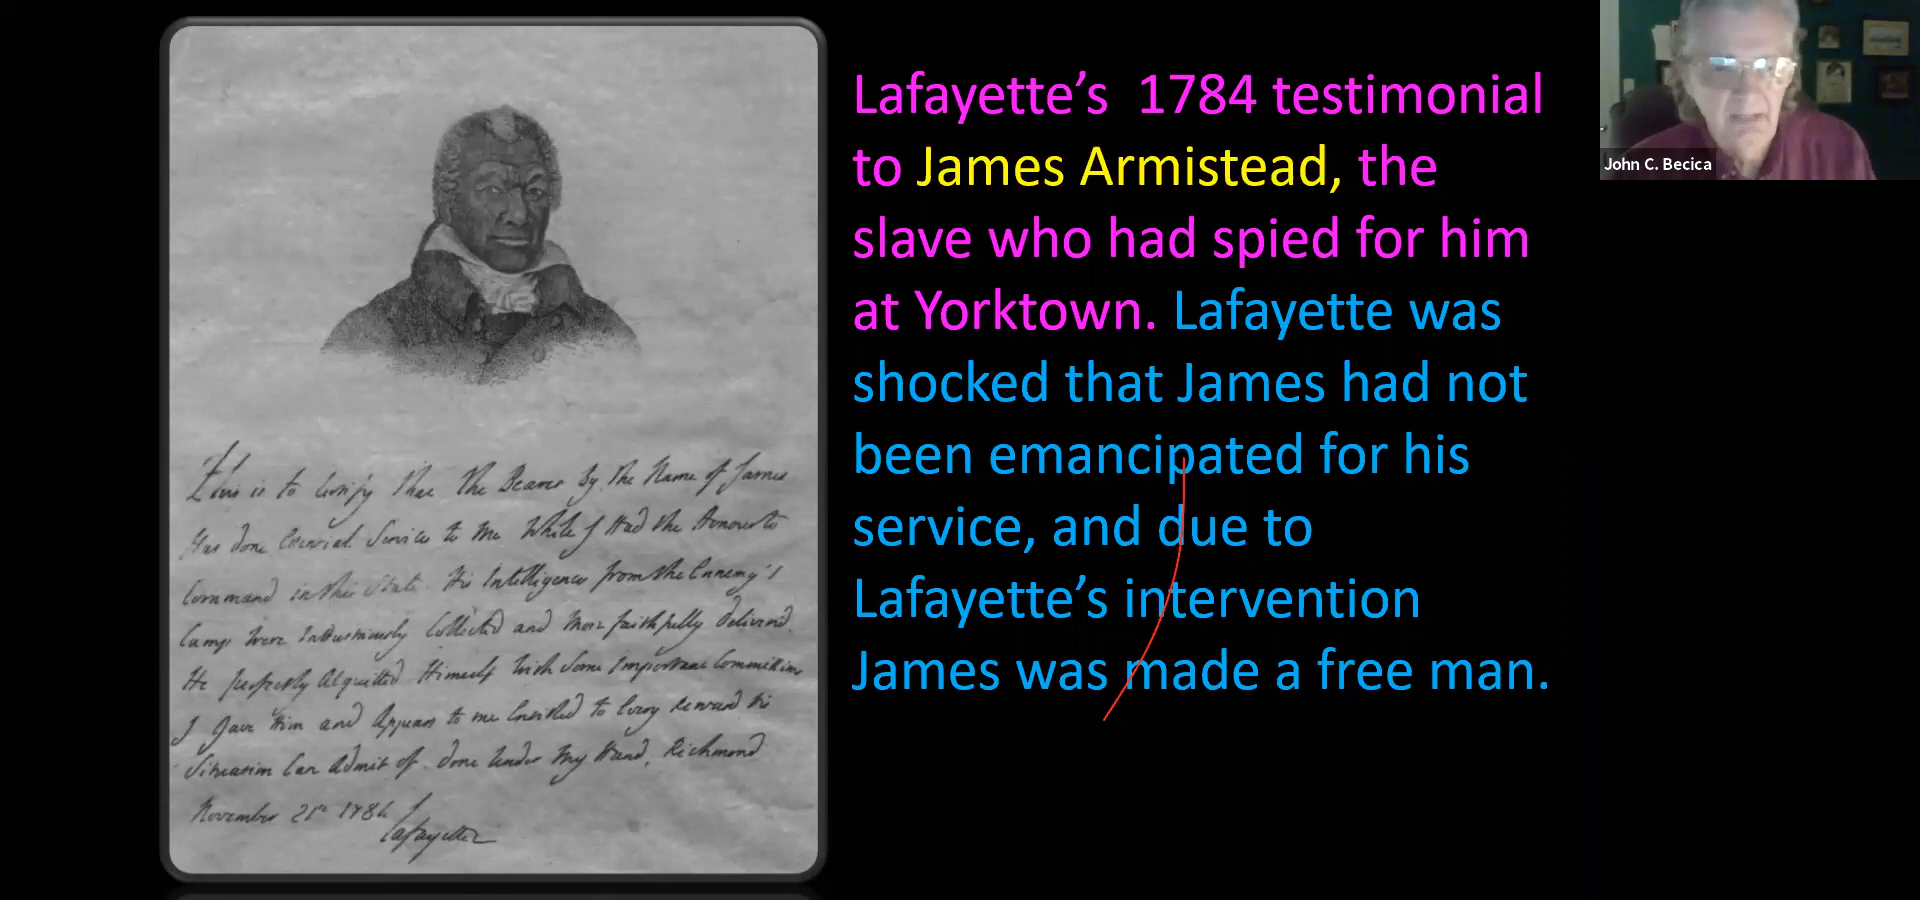 Lafayette’s 1784 testimonial
to James Armistead, the
slave who had spied for him
at Yorktown. Lafayette was
shocked that James had not
been emancipated for his
service, and due to
Lafayette’s intervention
James was made a free man.
John C. Becica
This is to Certify that the Bearer By the Name of James
Has done Essential Services to me While I Had the Honour to
Command in this State. His Intelligences from the Ennemy's
Camp were Industriously Collected and More faithfully deliver'd.
He perfectly Acquitted Himself with Some Important Commissions
I Gave Him and Appears to me Entitled to Every Reward His
Situation Can Admit of. Done Under My Hand, Richmond
November 21st 1784
Lafayette